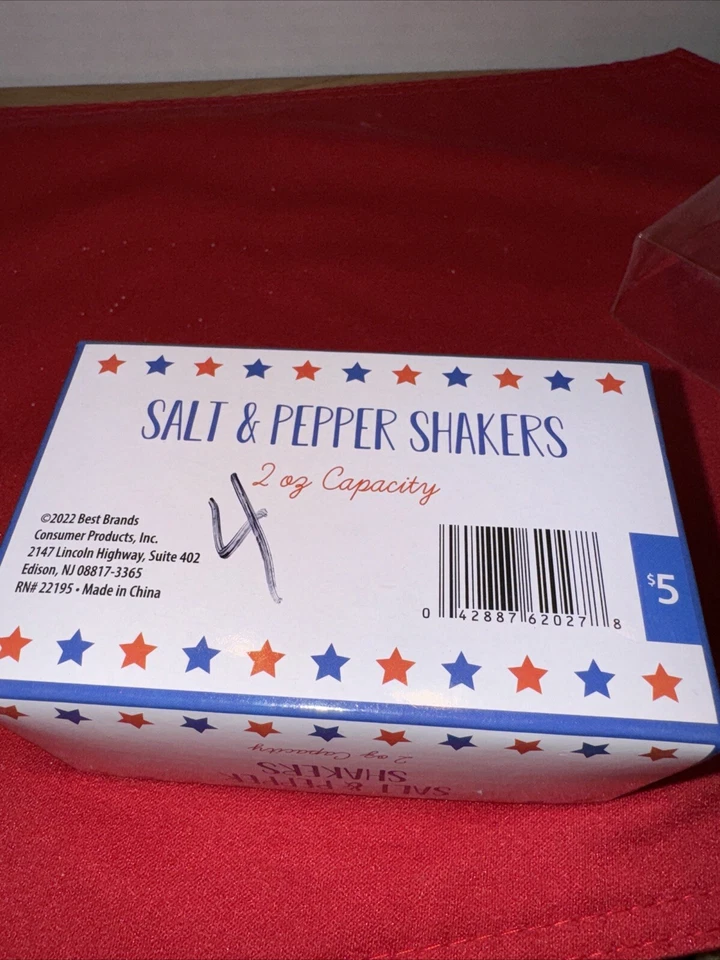 SALT & PEPPER SHAKERS
2 oz Capacity
4
©2022 Best Brands
Consumer Products, Inc.
2147 Lincoln Highway, Suite 402
Edison, NJ 08817-3365
RN# 22195 • Made in China
0 42887 62027 8
$5
2 oz Capacity
SALT & PEPPER
SHAKERS